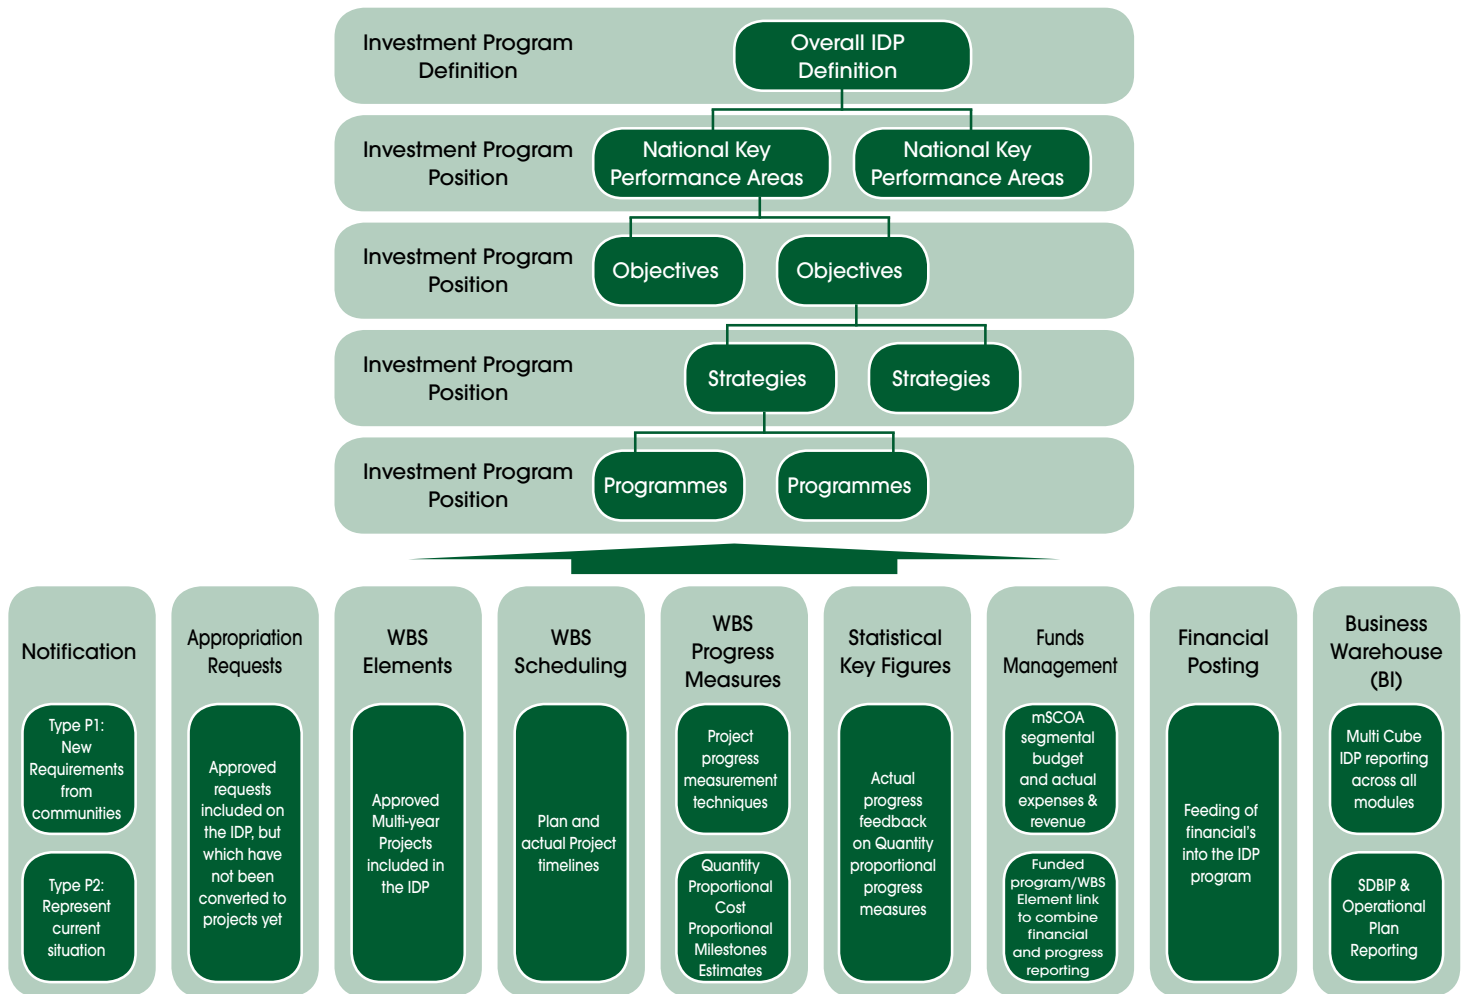 Investment Program
Definition
Overall IDP
Definition
Investment Program
Position
National Key
Performance Areas
National Key
Performance Areas
Investment Program
Position
Objectives
Objectives
Investment Program
Position
Strategies
Strategies
Investment Program
Position
Programmes
Programmes
Notification
Type P1:
New
Requirements
from
communities
Type P2:
Represent
current
situation
Appropriation
Requests
Approved
requests
included on
the IDP, but
which have
not been
converted to
projects yet
WBS
Elements
Approved
Multi-year
Projects
included in
the IDP
WBS
Scheduling
Plan and
actual Project
timelines
WBS
Progress
Measures
Project
progress
measurement
techniques
Quantity
Proportional
Cost
Proportional
Milestones
Estimates
Statistical
Key Figures
Actual
progress
feedback
on Quantity
proportional
progress
measures
Funds
Management
mSCOA
segmental
budget
and actual
expenses &
revenue
Funded
program/WBS
Element link
to combine
financial
and progress
reporting
Financial
Posting
Feeding of
financial's
into the IDP
program
Business
Warehouse
(BI)
Multi Cube
IDP reporting
across all
modules
SDBIP &
Operational
Plan
Reporting